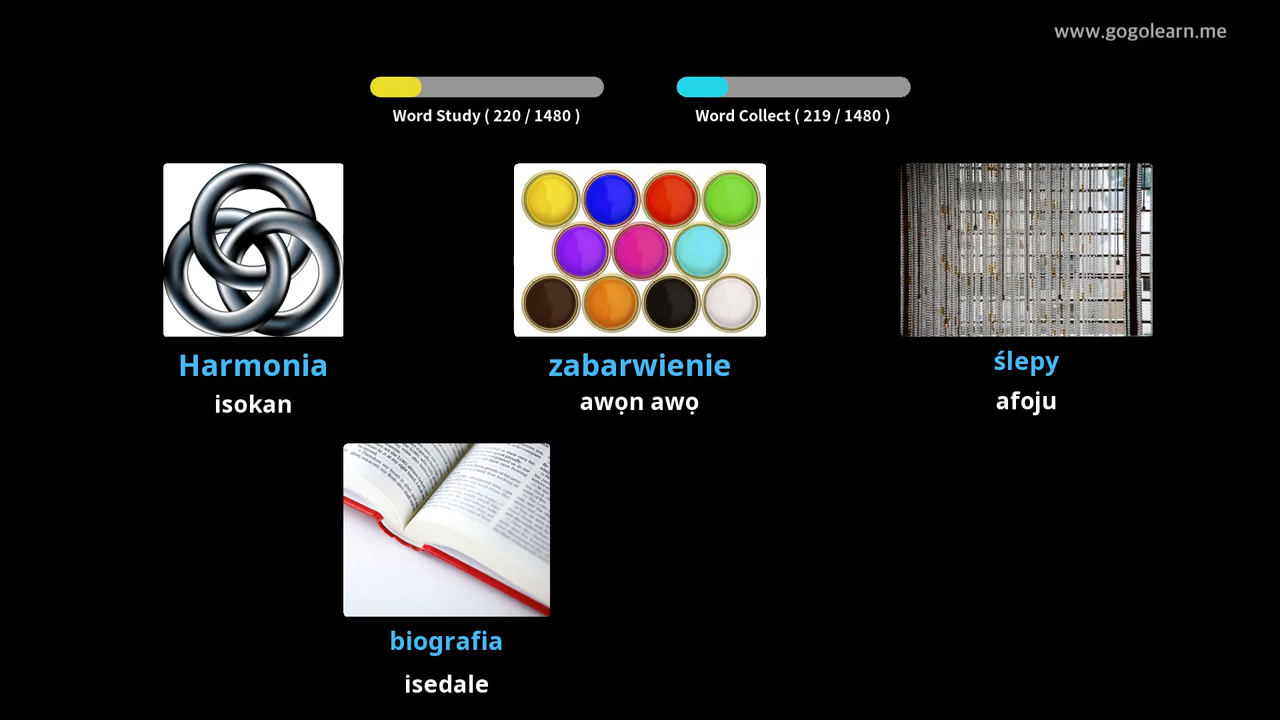 www.gogolearn.me
Word Study ( 220 / 1480 )
Word Collect ( 219 / 1480 )
Harmonia
isokan
zabarwienie
awọn awọ
ślepy
afoju
biografia
isedale